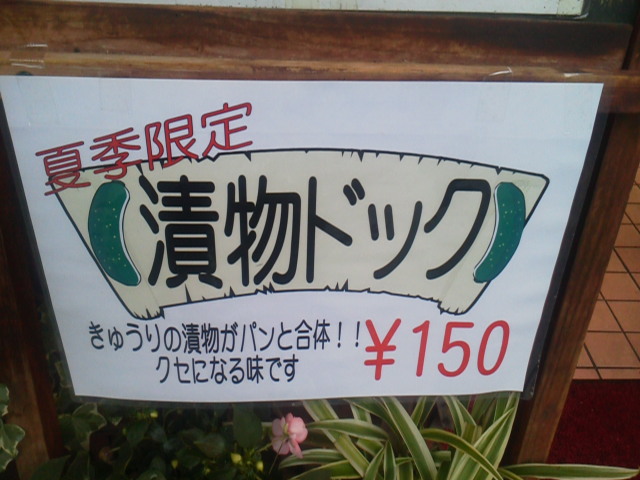 夏季限定
漬物ドック
きゅうりの漬物がパンと合体!!
クセになる味です
¥150